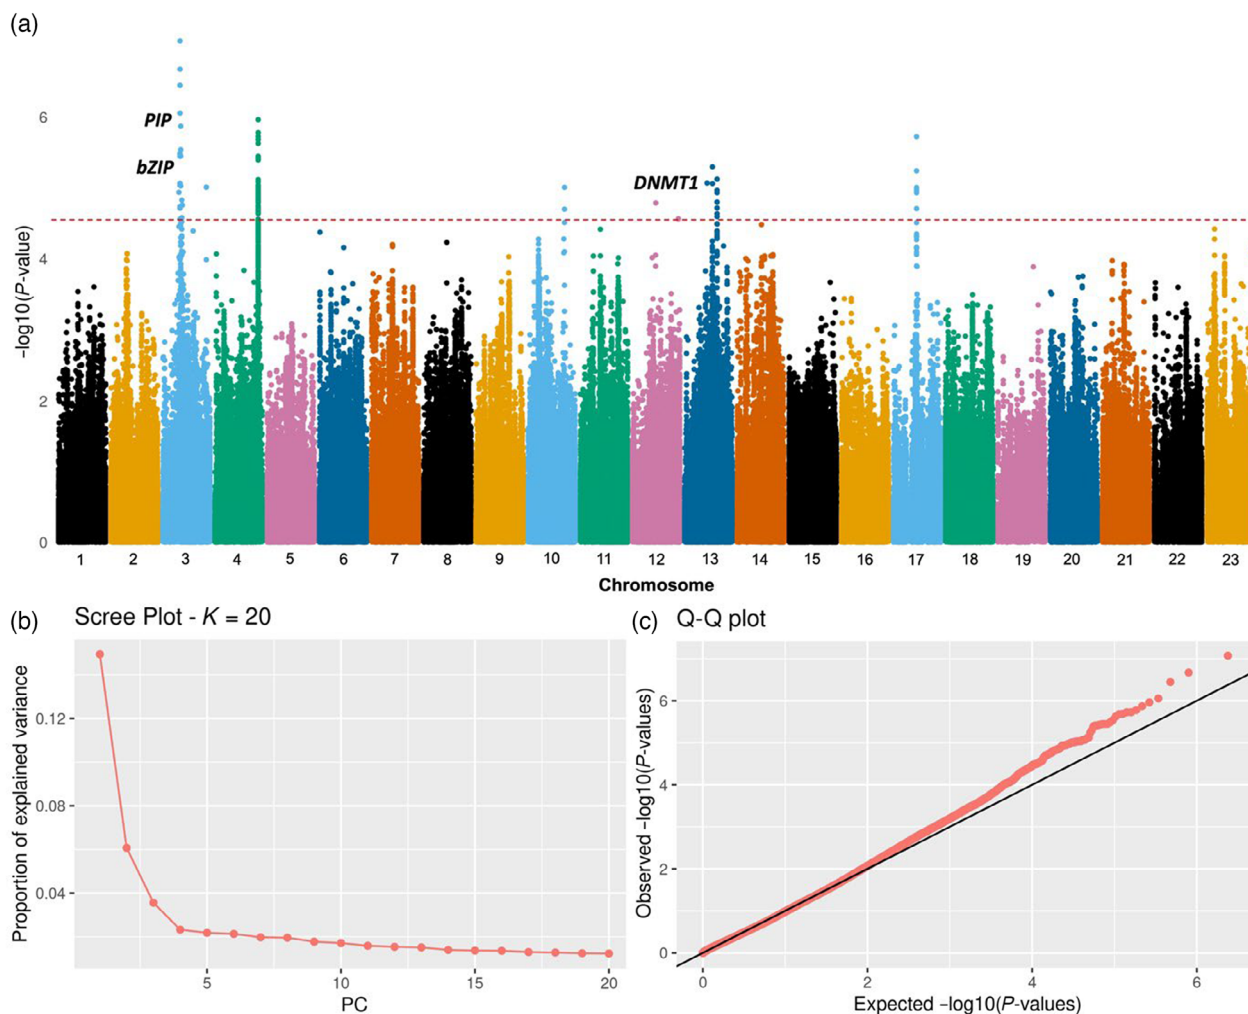 (a)
6
PIP
bZIP
DNMT1
4
-log10(P-value)
2
0
1 2 3 4 5 6 7 8 9 10 11 12 13 14 15 16 17 18 19 20 21 22 23
Chromosome
(b) Scree Plot - K = 20
Proportion of explained variance
0.12
0.08
0.04
5 10 15 20
PC
(c) Q-Q plot
Observed −log10(P-values)
6
4
2
0
0 2 4 6
Expected −log10(P-values)